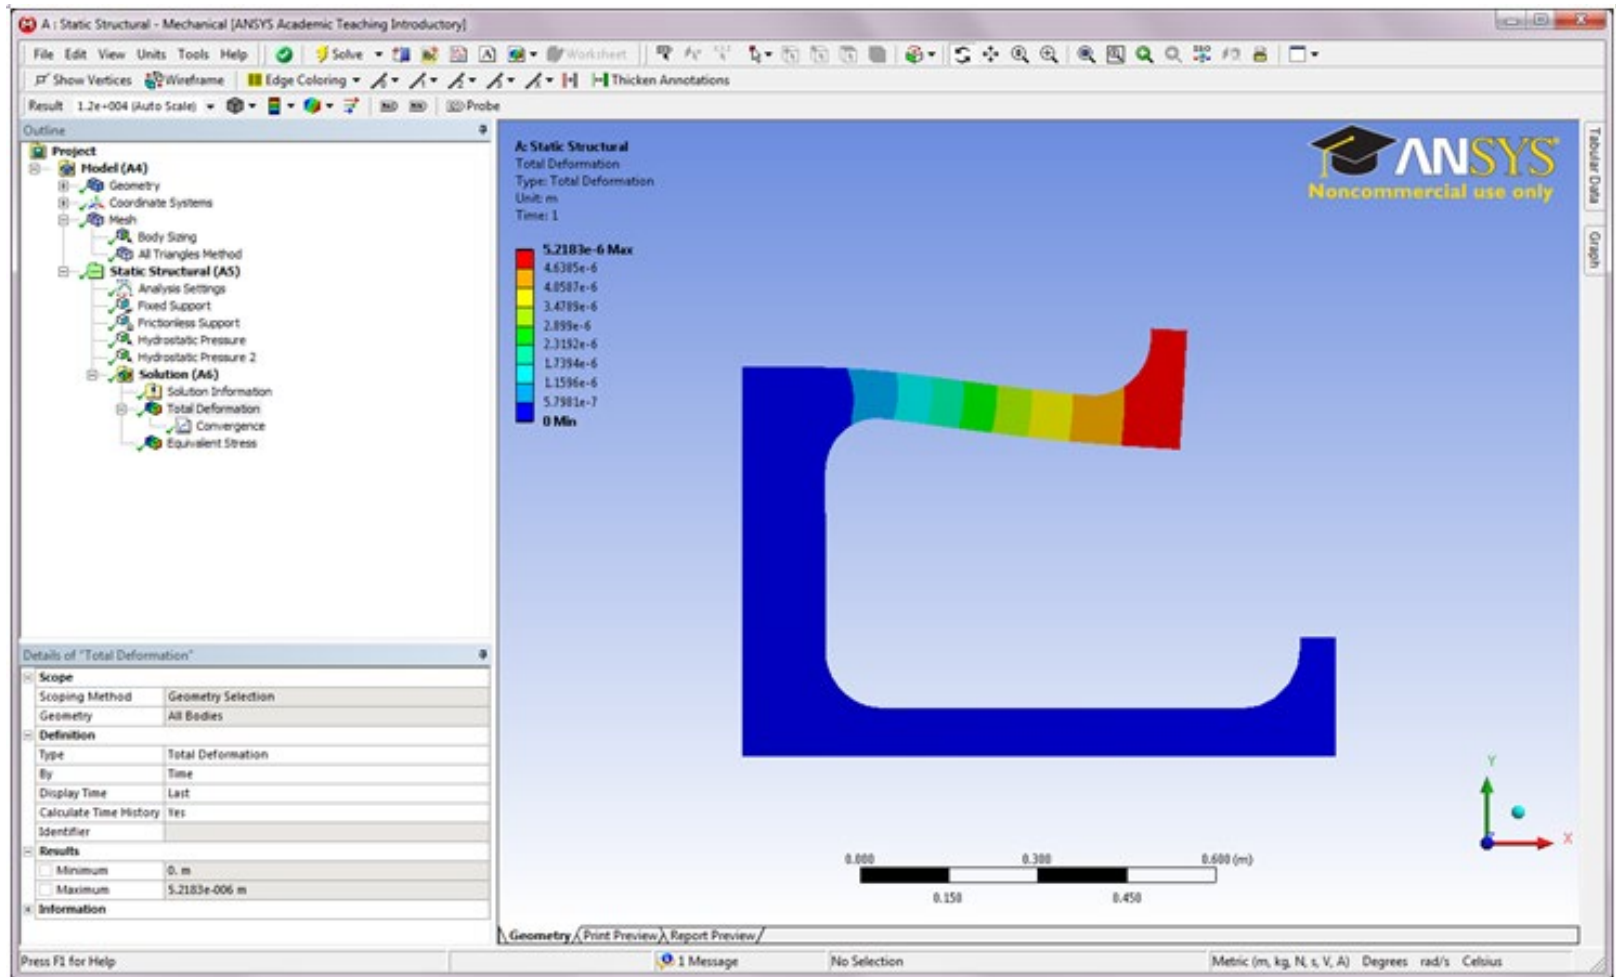 A : Static Structural - Mechanical [ANSYS Academic Teaching Introductory]
File Edit View Units Tools Help Solve Worksheet
Show Vertices Wireframe Edge Coloring Thicken Annotations
Result 1.2e+004 (Auto Scale) Probe
Outline
Project
Model (A4)
Geometry
Coordinate Systems
Mesh
Body Sizing
All Triangles Method
Static Structural (A5)
Analysis Settings
Fixed Support
Frictionless Support
Hydrostatic Pressure
Hydrostatic Pressure 2
Solution (A6)
Solution Information
Total Deformation
Convergence
Equivalent Stress
Details of "Total Deformation"
Scope
Scoping Method Geometry Selection
Geometry All Bodies
Definition
Type Total Deformation
By Time
Display Time Last
Calculate Time History Yes
Identifier
Results
Minimum 0. m
Maximum 5.2183e-006 m
Information
A: Static Structural
Total Deformation
Type: Total Deformation
Unit: m
Time: 1
5.2183e-6 Max
4.6385e-6
4.0587e-6
3.4789e-6
2.899e-6
2.3192e-6
1.7394e-6
1.1596e-6
5.7981e-7
0 Min
ANSYS
Noncommercial use only
Tabular Data
Graph
Y
X
0.000 0.300 0.600 (m)
0.150 0.450
Geometry Print Preview Report Preview
Press F1 for Help 1 Message No Selection Metric (m, kg, N, s, V, A) Degrees rad/s Celsius